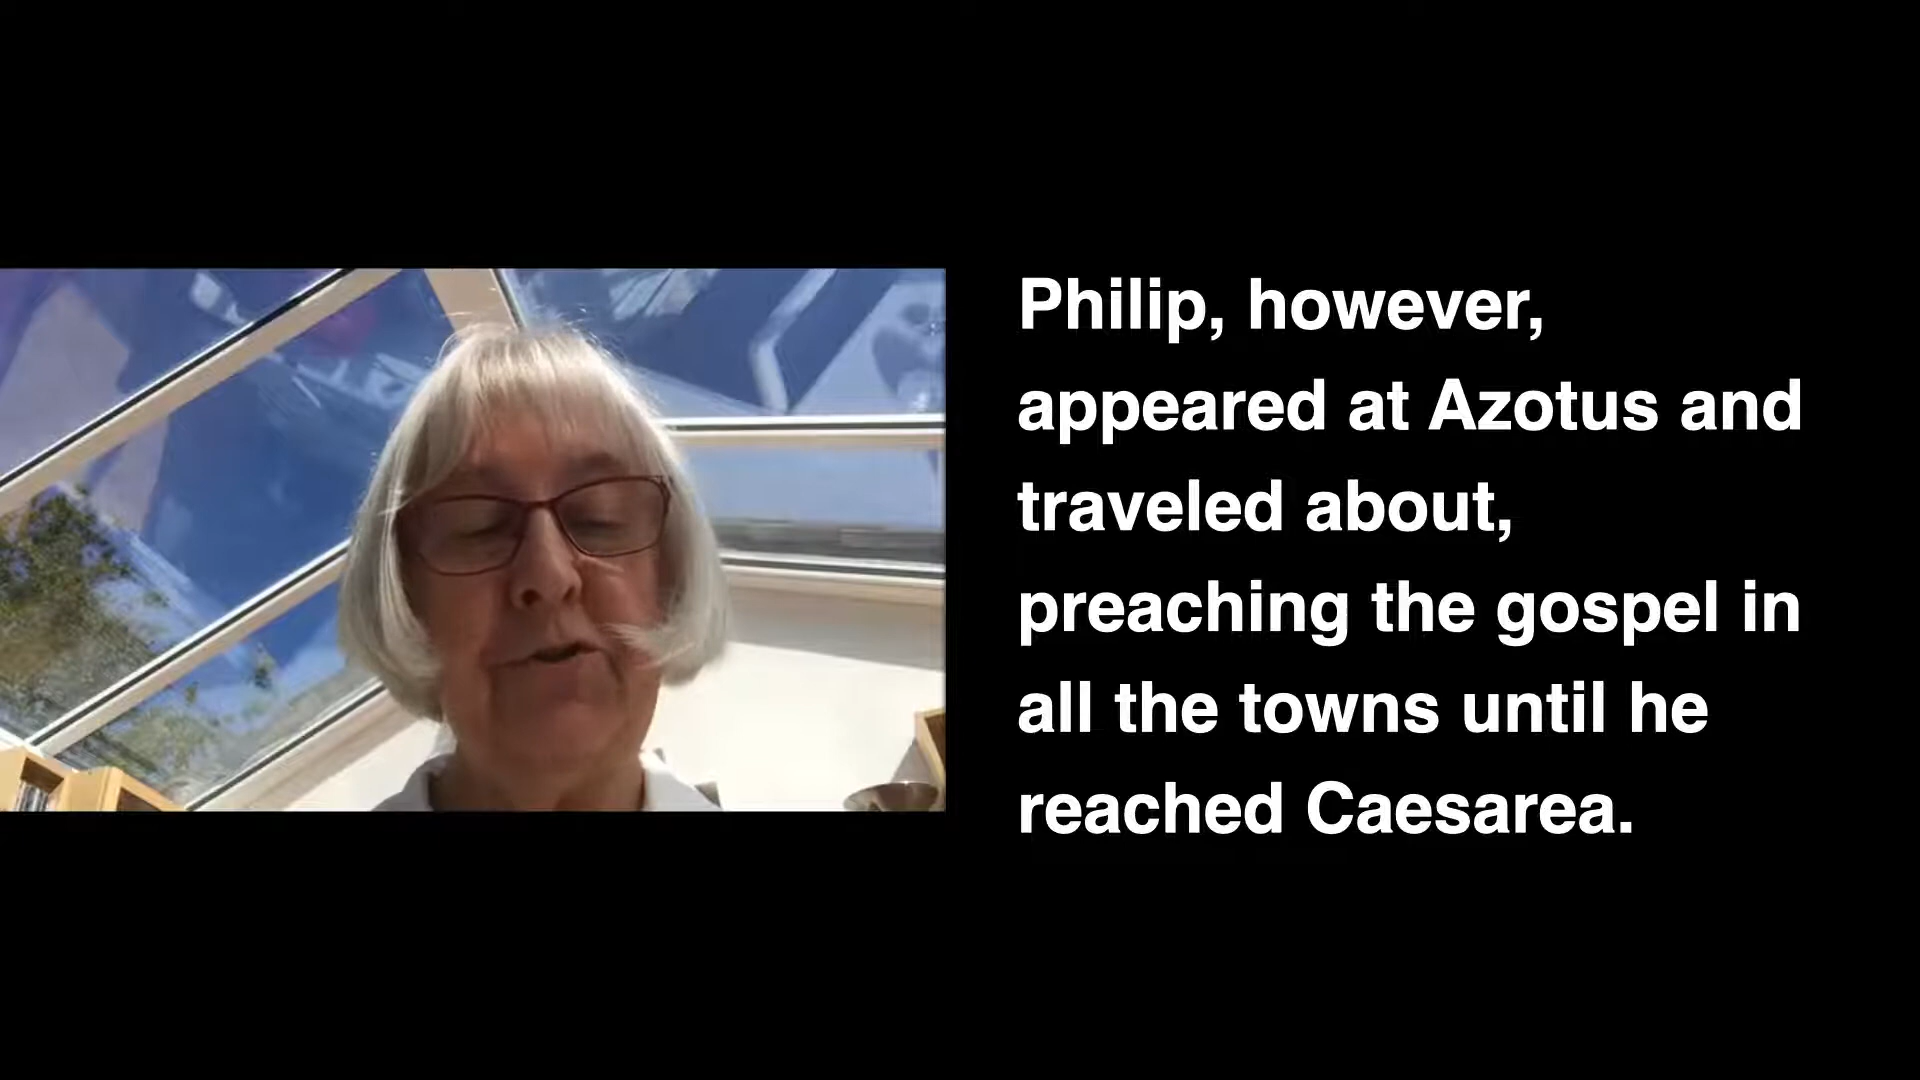 Philip, however,
appeared at Azotus and
traveled about,
preaching the gospel in
all the towns until he
reached Caesarea.